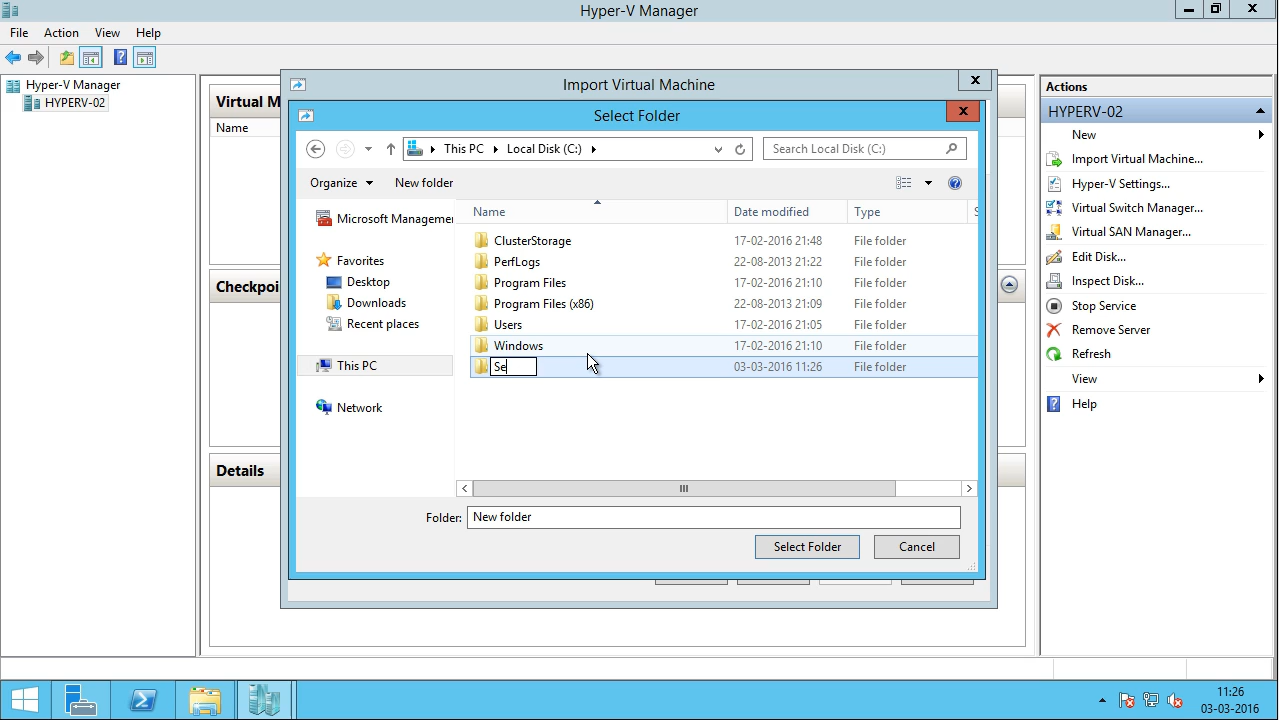 Hyper-V Manager
File Action View Help
Hyper-V Manager
HYPERV-02
Virtual M
Name
Checkpoi
Details
Import Virtual Machine
Select Folder
This PC Local Disk (C:)
Search Local Disk (C:)
Organize New folder
Microsoft Managemer
Favorites
Desktop
Downloads
Recent places
This PC
Network
Name Date modified Type S
ClusterStorage 17-02-2016 21:48 File folder
PerfLogs 22-08-2013 21:22 File folder
Program Files 17-02-2016 21:10 File folder
Program Files (x86) 22-08-2013 21:09 File folder
Users 17-02-2016 21:05 File folder
Windows 17-02-2016 21:10 File folder
Se 03-03-2016 11:26 File folder
Folder: New folder
Select Folder Cancel
Actions
HYPERV-02
New
Import Virtual Machine...
Hyper-V Settings...
Virtual Switch Manager...
Virtual SAN Manager...
Edit Disk...
Inspect Disk...
Stop Service
Remove Server
Refresh
View
Help
11:26
03-03-2016